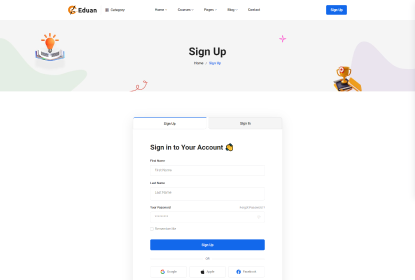 Eduan
Category
Home
Courses
Pages
Blog
Contact
Sign Up
Sign Up
Home / Sign Up
Sign Up
Sign In
Sign in to Your Account
First Name
First Name
Last Name
Last Name
Your Password
Forgot Password ?
Remember Me
Sign Up
OR
Google
Apple
Facebook